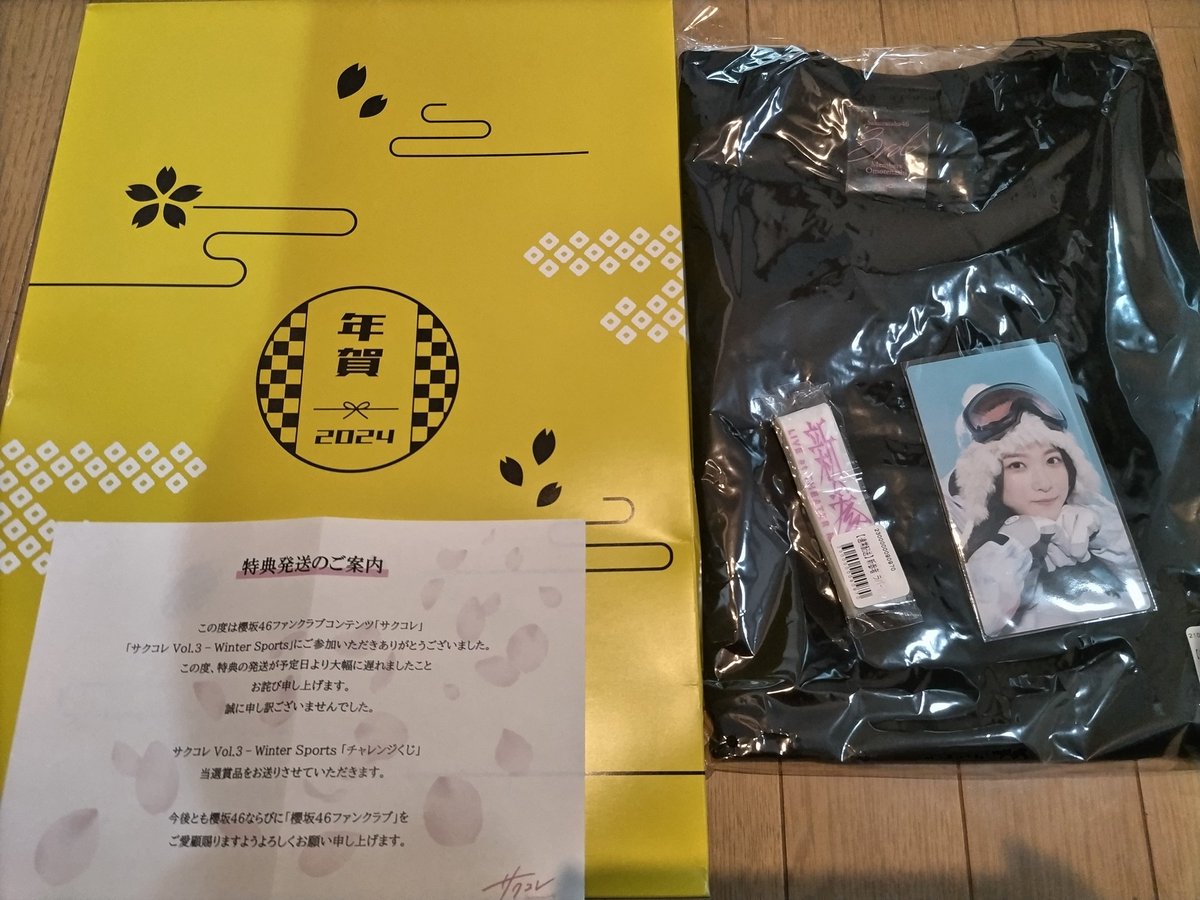 年
賀
2024
特典発送のご案内
この度は櫻坂46ファンクラブコンテンツ「サクコレ」
「サクコレ Vol.3 – Winter Sports」にご参加いただきありがとうございました。
この度、特典の発送が予定日より大幅に遅れましたこと
お詫び申し上げます。
誠に申し訳ございませんでした。
サクコレ Vol.3 – Winter Sports 「チャレンジくじ」
当選賞品をお送りさせていただきます。
今後とも櫻坂46ならびに「櫻坂46ファンクラブ」を
ご愛顧賜りますようよろしくお願い申し上げます。
サクコレ
Sakurazaka46
3rd
LIVE